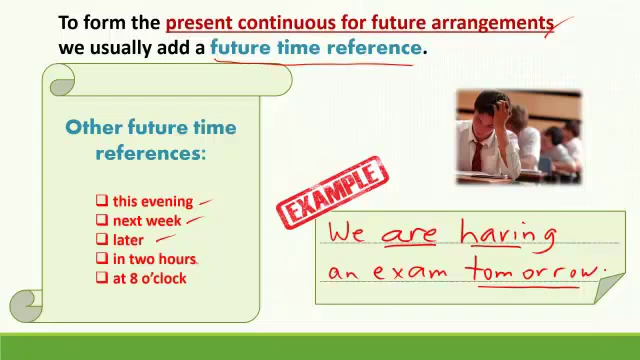 To form the present continuous for future arrangements
we usually add a future time reference.
Other future time
references:
❑ this evening
❑ next week
❑ later
❑ in two hours
❑ at 8 o’clock
EXAMPLE
We are having
an exam tomorrow.